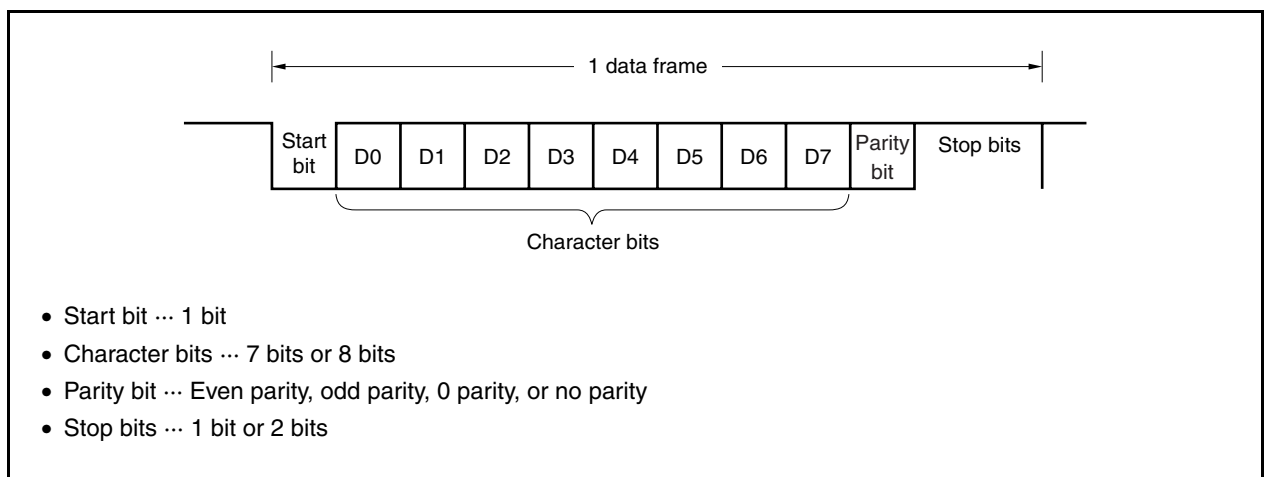 1 data frame
Start bit D0 D1 D2 D3 D4 D5 D6 D7 Parity bit Stop bits
Character bits
• Start bit ··· 1 bit
• Character bits ··· 7 bits or 8 bits
• Parity bit ··· Even parity, odd parity, 0 parity, or no parity
• Stop bits ··· 1 bit or 2 bits